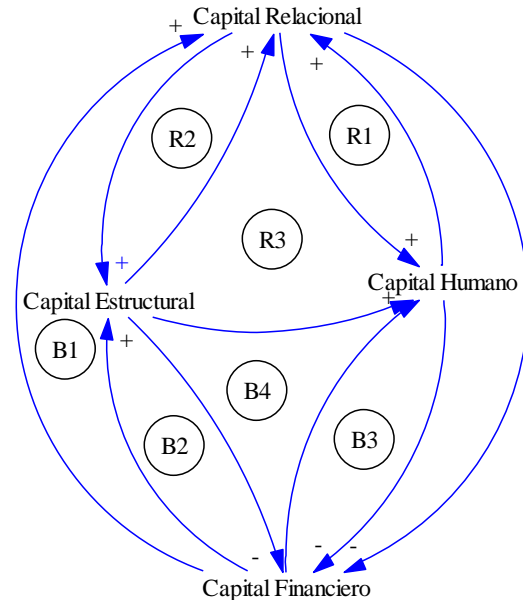 Capital Relacional
+
+
+
R2
R1
R3
+
+
Capital Humano
Capital Estructural
+
+
B1
B4
B2
B3
-
-
-
Capital Financiero